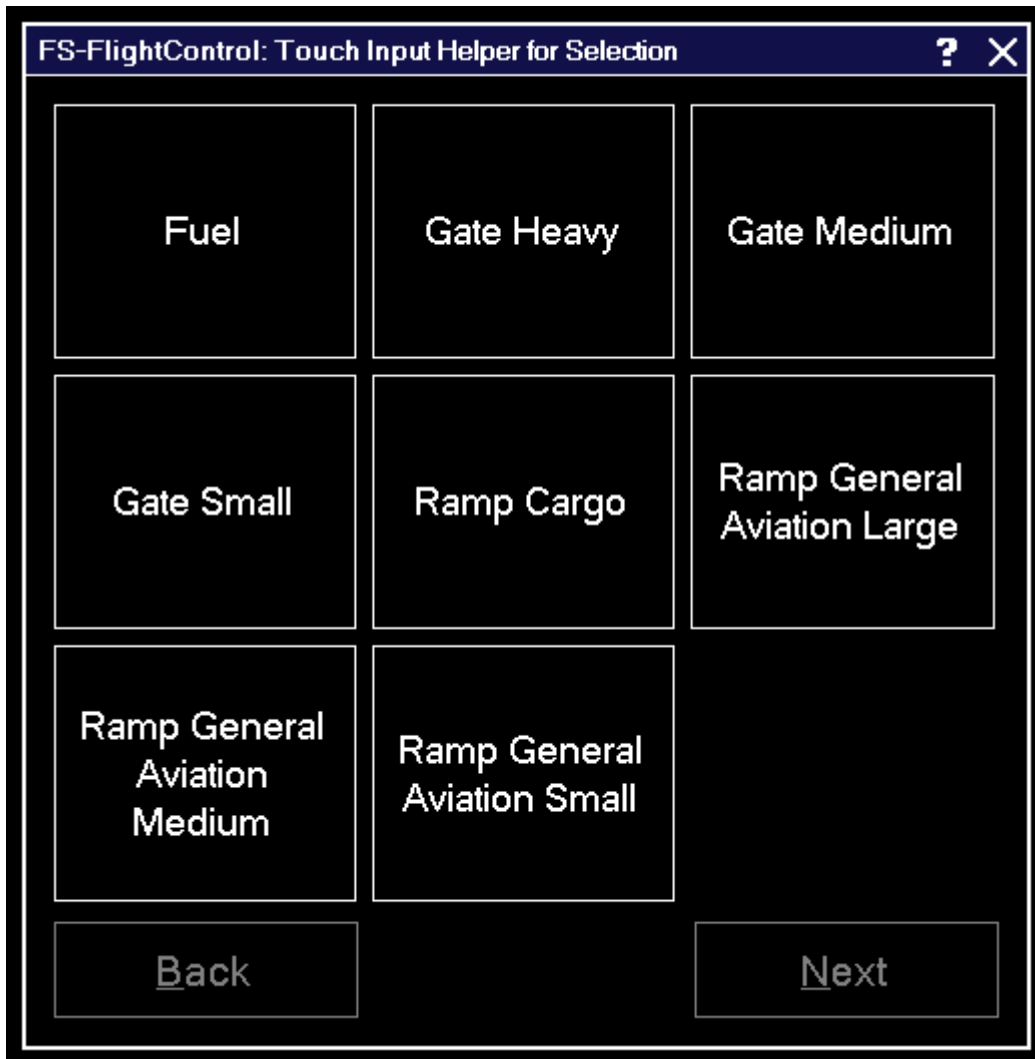 FS-FlightControl: Touch Input Helper for Selection ? X
Fuel
Gate Heavy
Gate Medium
Gate Small
Ramp Cargo
Ramp General
Aviation Large
Ramp General
Aviation
Medium
Ramp General
Aviation Small
Back
Next